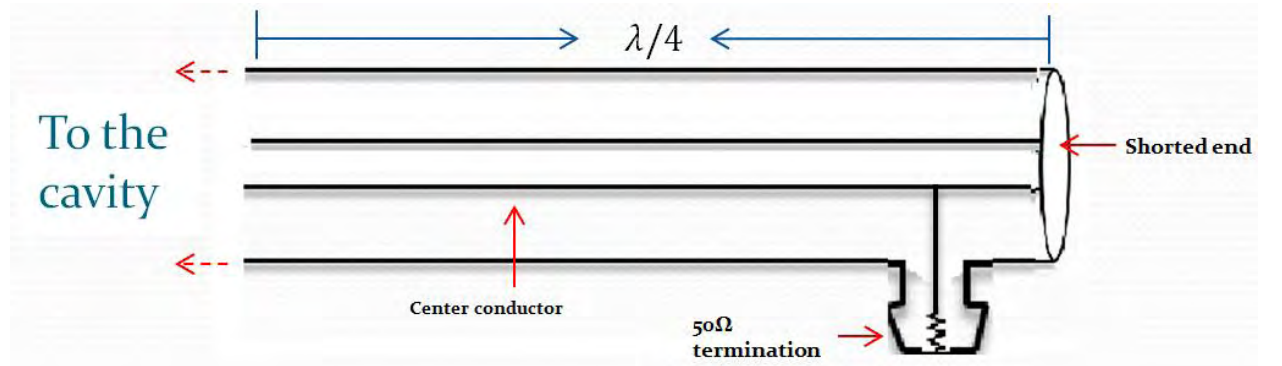 λ/4
To the
cavity
Shorted end
Center conductor
50Ω
termination